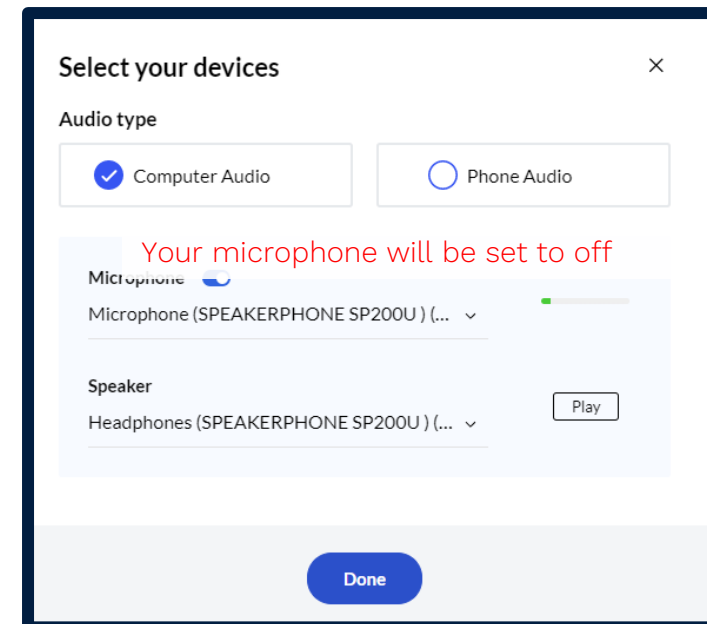 Select your devices
Audio type
Computer Audio
Phone Audio
Your microphone will be set to off
Microphone
Microphone (SPEAKERPHONE SP200U ) (...
Speaker
Headphones (SPEAKERPHONE SP200U ) (...
Play
Done